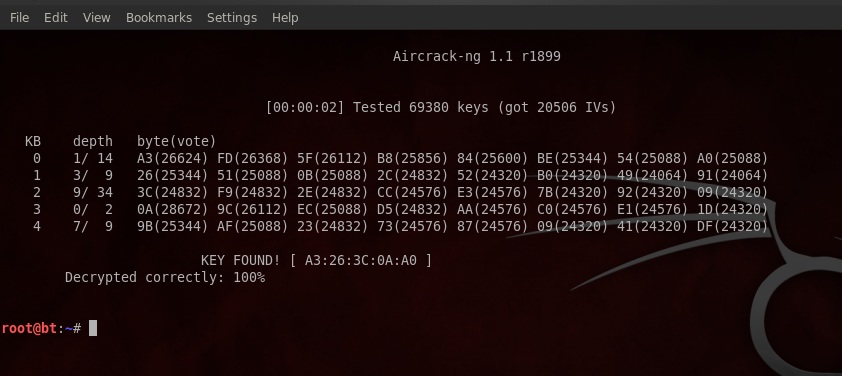 File Edit View Bookmarks Settings Help
Aircrack-ng 1.1 r1899
[00:00:02] Tested 69380 keys (got 20506 IVs)
KB depth byte(vote)
0 1/ 14 A3(26624) FD(26368) 5F(26112) B8(25856) 84(25600) BE(25344) 54(25088) A0(25088)
1 3/ 9 26(25344) 51(25088) 0B(25088) 2C(24832) 52(24320) B0(24320) 49(24064) 91(24064)
2 9/ 34 3C(24832) F9(24832) 2E(24832) CC(24576) E3(24576) 7B(24320) 92(24320) 09(24320)
3 0/ 2 0A(28672) 9C(26112) EC(25088) D5(24832) AA(24576) C0(24576) E1(24576) 1D(24320)
4 7/ 9 9B(25344) AF(25088) 23(24832) 73(24576) 87(24576) 09(24320) 41(24320) DF(24320)
KEY FOUND! [ A3:26:3C:0A:A0 ]
Decrypted correctly: 100%
root@bt:~#